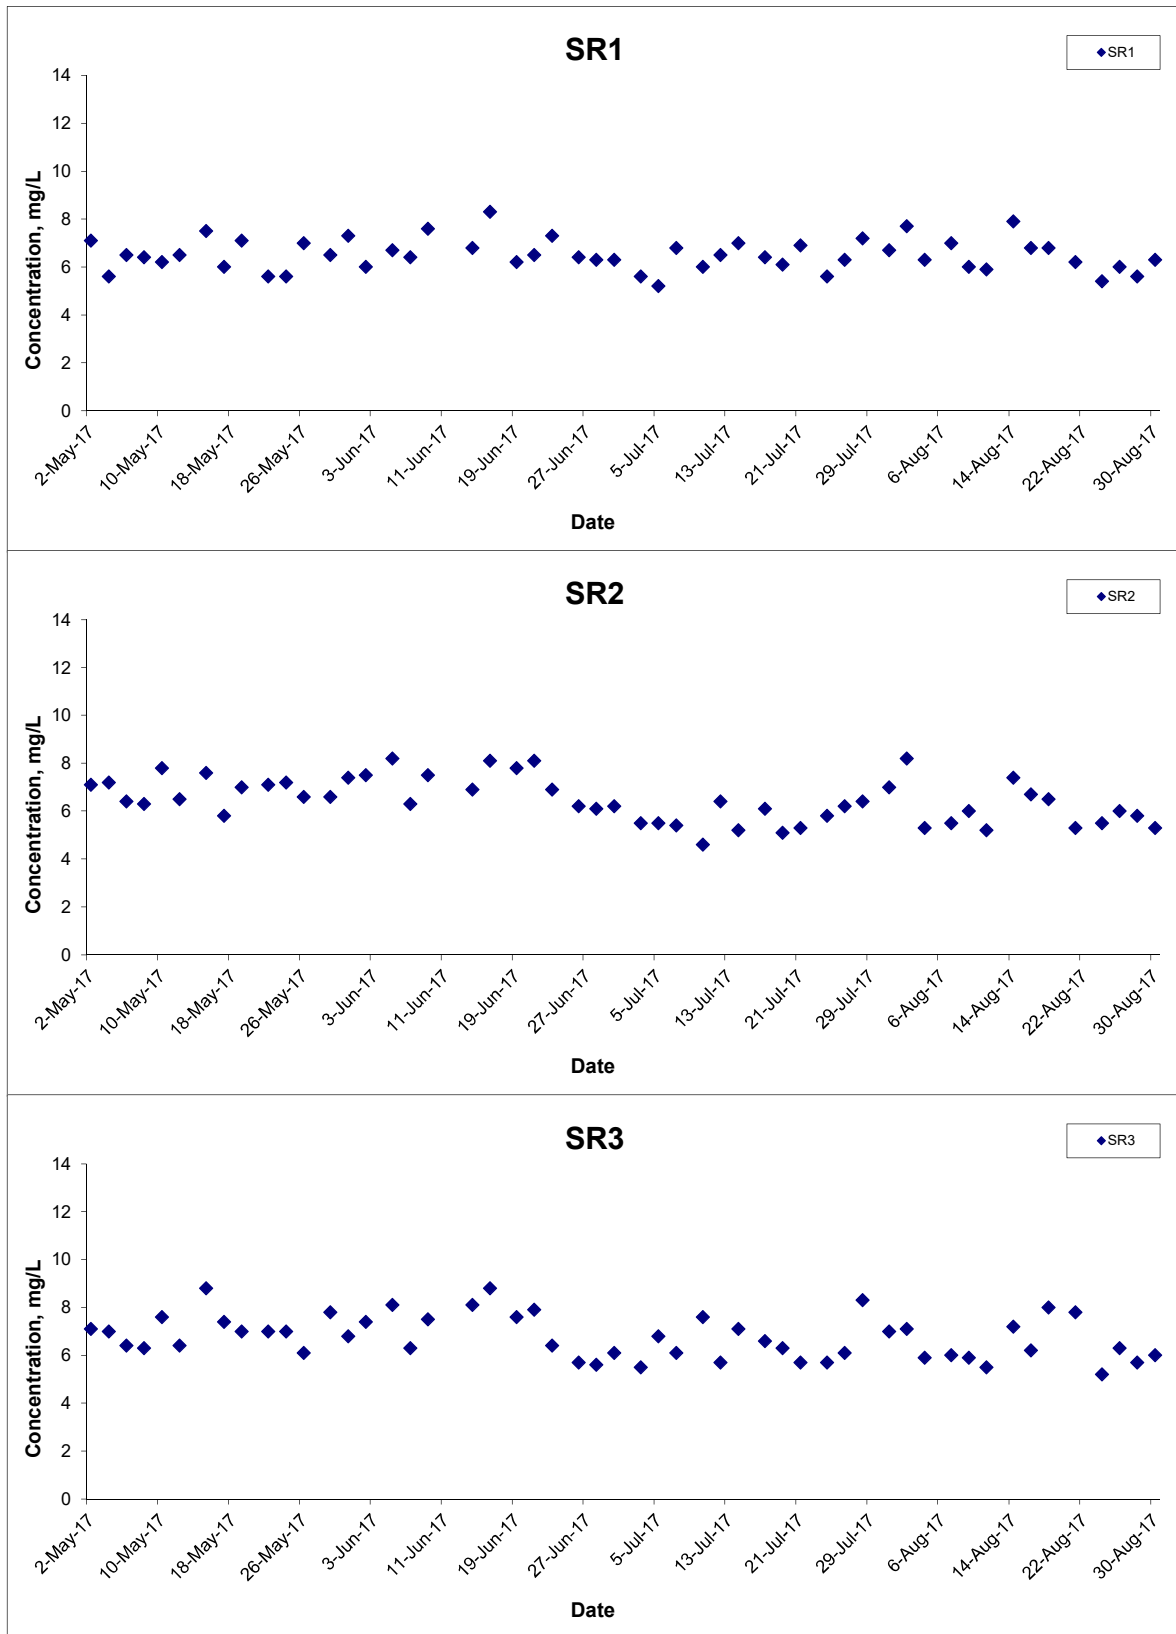 SR1
SR1
14
12
10
8
6
4
2
0
Concentration, mg/L
2-May-17
10-May-17
18-May-17
26-May-17
3-Jun-17
11-Jun-17
19-Jun-17
27-Jun-17
5-Jul-17
13-Jul-17
21-Jul-17
29-Jul-17
6-Aug-17
14-Aug-17
22-Aug-17
30-Aug-17
Date
SR2
SR2
14
12
10
8
6
4
2
0
Concentration, mg/L
2-May-17
10-May-17
18-May-17
26-May-17
3-Jun-17
11-Jun-17
19-Jun-17
27-Jun-17
5-Jul-17
13-Jul-17
21-Jul-17
29-Jul-17
6-Aug-17
14-Aug-17
22-Aug-17
30-Aug-17
Date
SR3
SR3
14
12
10
8
6
4
2
0
Concentration, mg/L
2-May-17
10-May-17
18-May-17
26-May-17
3-Jun-17
11-Jun-17
19-Jun-17
27-Jun-17
5-Jul-17
13-Jul-17
21-Jul-17
29-Jul-17
6-Aug-17
14-Aug-17
22-Aug-17
30-Aug-17
Date